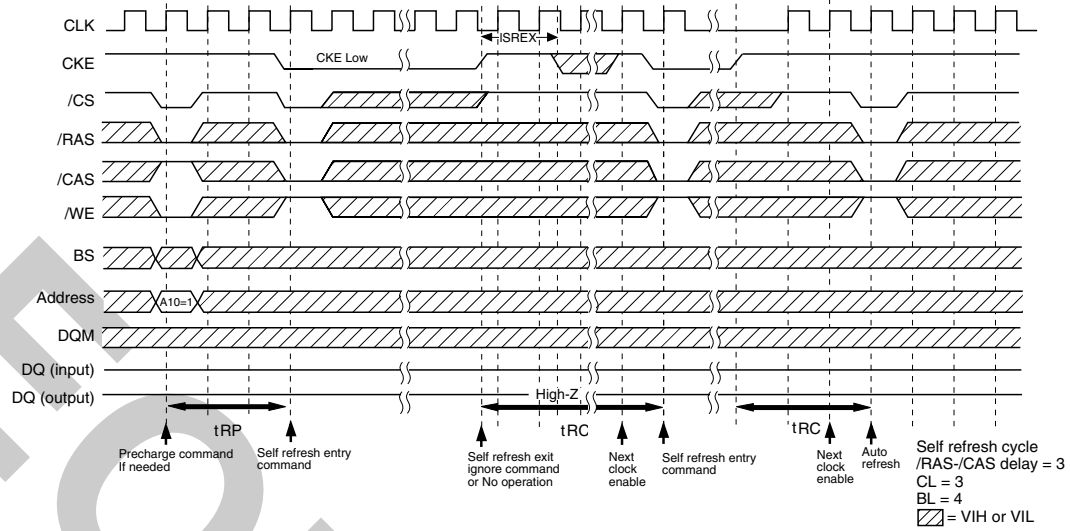 CLK
lSREX
CKE
CKE Low
/CS
/RAS
/CAS
/WE
BS
Address
A10=1
DQM
DQ (input)
DQ (output)
High-Z
tRP
tRC
tRC
Precharge command
If needed
Self refresh entry
command
Self refresh exit
ignore command
or No operation
Next
clock
enable
Self refresh entry
command
Next
clock
enable
Auto
refresh
Self refresh cycle
/RAS-/CAS delay = 3
CL = 3
BL = 4
= VIH or VIL